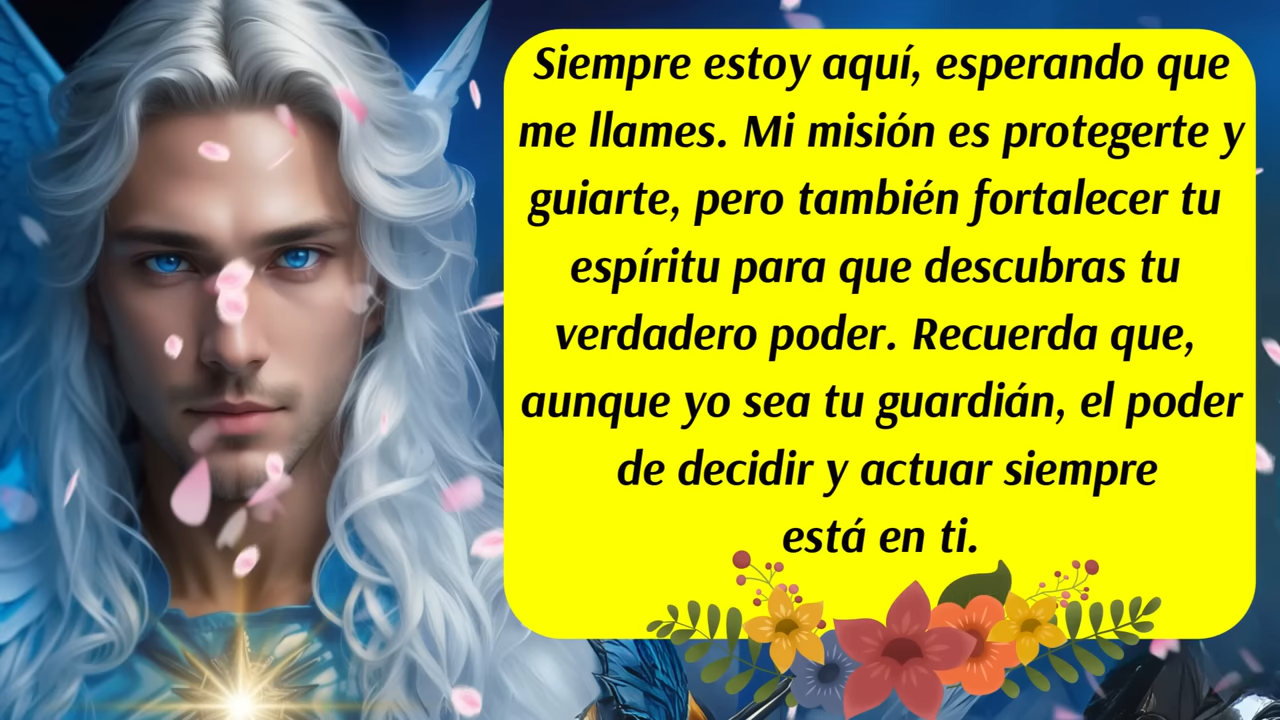 Siempre estoy aquí, esperando que
me llames. Mi misión es protegerte y
guiarte, pero también fortalecer tu
espíritu para que descubras tu
verdadero poder. Recuerda que,
aunque yo sea tu guardián, el poder
de decidir y actuar siempre
está en ti.